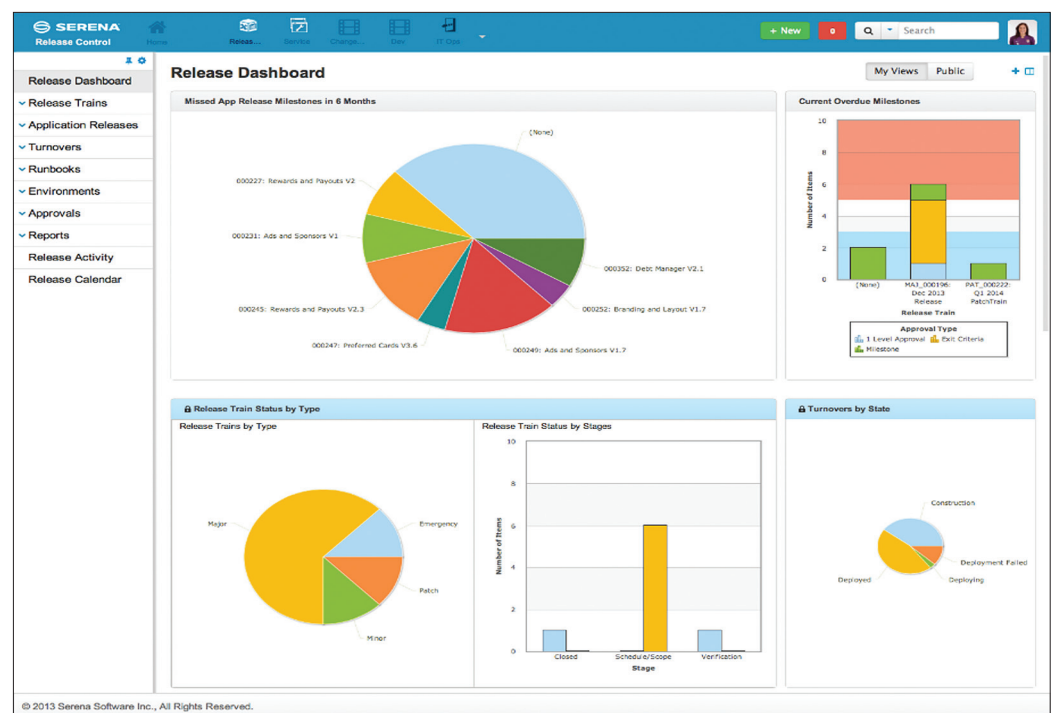 SERENA
Release Control
Home
Releas...
Service
Change...
Dev
IT Ops
+ New
0
Search
Release Dashboard
Release Trains
Application Releases
Turnovers
Runbooks
Environments
Approvals
Reports
Release Activity
Release Calendar
Release Dashboard
My Views
Public
Missed App Release Milestones in 6 Months
(None)
000227: Rewards and Payouts V2
000231: Ads and Sponsors V1
000245: Rewards and Payouts V2.3
000247: Preferred Cards V3.6
000249: Ads and Sponsors V1.7
000252: Branding and Layout V1.7
000352: Debt Manager V2.1
Current Overdue Milestones
10
8
6
4
2
0
Number of Items
(None)
MAJ_000196:
Dec 2013
Release
PAT_000222:
Q1 2014
PatchTrain
Release Train
Approval Type
1 Level Approval
Exit Criteria
Milestone
Release Train Status by Type
Release Trains by Type
Major
Emergency
Patch
Minor
Release Train Status by Stages
10
8
6
4
2
0
Number of Items
Closed
Schedule/Scope
Verification
Stage
Turnovers by State
Construction
Deployment Failed
Deploying
Deployed
© 2013 Serena Software Inc., All Rights Reserved.